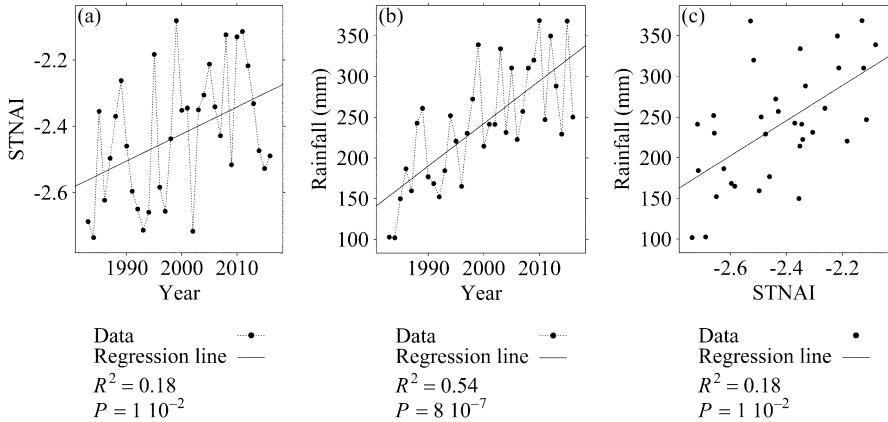 (a)
STNAI
-2.2
-2.4
-2.6
1990 2000 2010
Year
Data
Regression line
R² = 0.18
P = 1 10⁻²
(b)
Rainfall (mm)
350
300
250
200
150
100
1990 2000 2010
Year
Data
Regression line
R² = 0.54
P = 8 10⁻⁷
(c)
Rainfall (mm)
350
300
250
200
150
100
-2.6 -2.4 -2.2
STNAI
Data
Regression line
R² = 0.18
P = 1 10⁻²